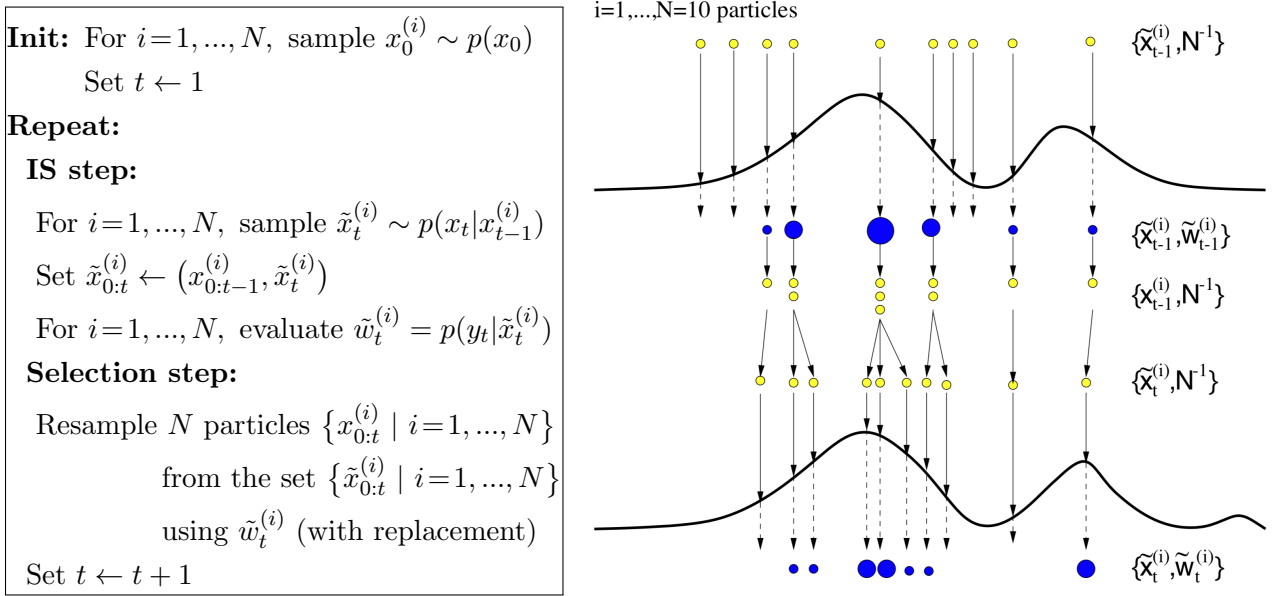 Init: For i=1, ..., N, sample x_0^{(i)} ∼ p(x_0)
Set t ← 1
Repeat:
IS step:
For i=1, ..., N, sample x̃_t^{(i)} ∼ p(x_t|x_{t-1}^{(i)})
Set x̃_{0:t}^{(i)} ← (x_{0:t-1}^{(i)}, x̃_t^{(i)})
For i=1, ..., N, evaluate w̃_t^{(i)} = p(y_t|x̃_t^{(i)})
Selection step:
Resample N particles {x_{0:t}^{(i)} | i=1, ..., N}
from the set {x̃_{0:t}^{(i)} | i=1, ..., N}
using w̃_t^{(i)} (with replacement)
Set t ← t + 1
i=1,...,N=10 particles
{x̃_{t-1}^{(i)},N^{-1}}
{x̃_{t-1}^{(i)},w̃_{t-1}^{(i)}}
{x_{t-1}^{(i)},N^{-1}}
{x̃_t^{(i)},N^{-1}}
{x̃_t^{(i)},w̃_t^{(i)}}